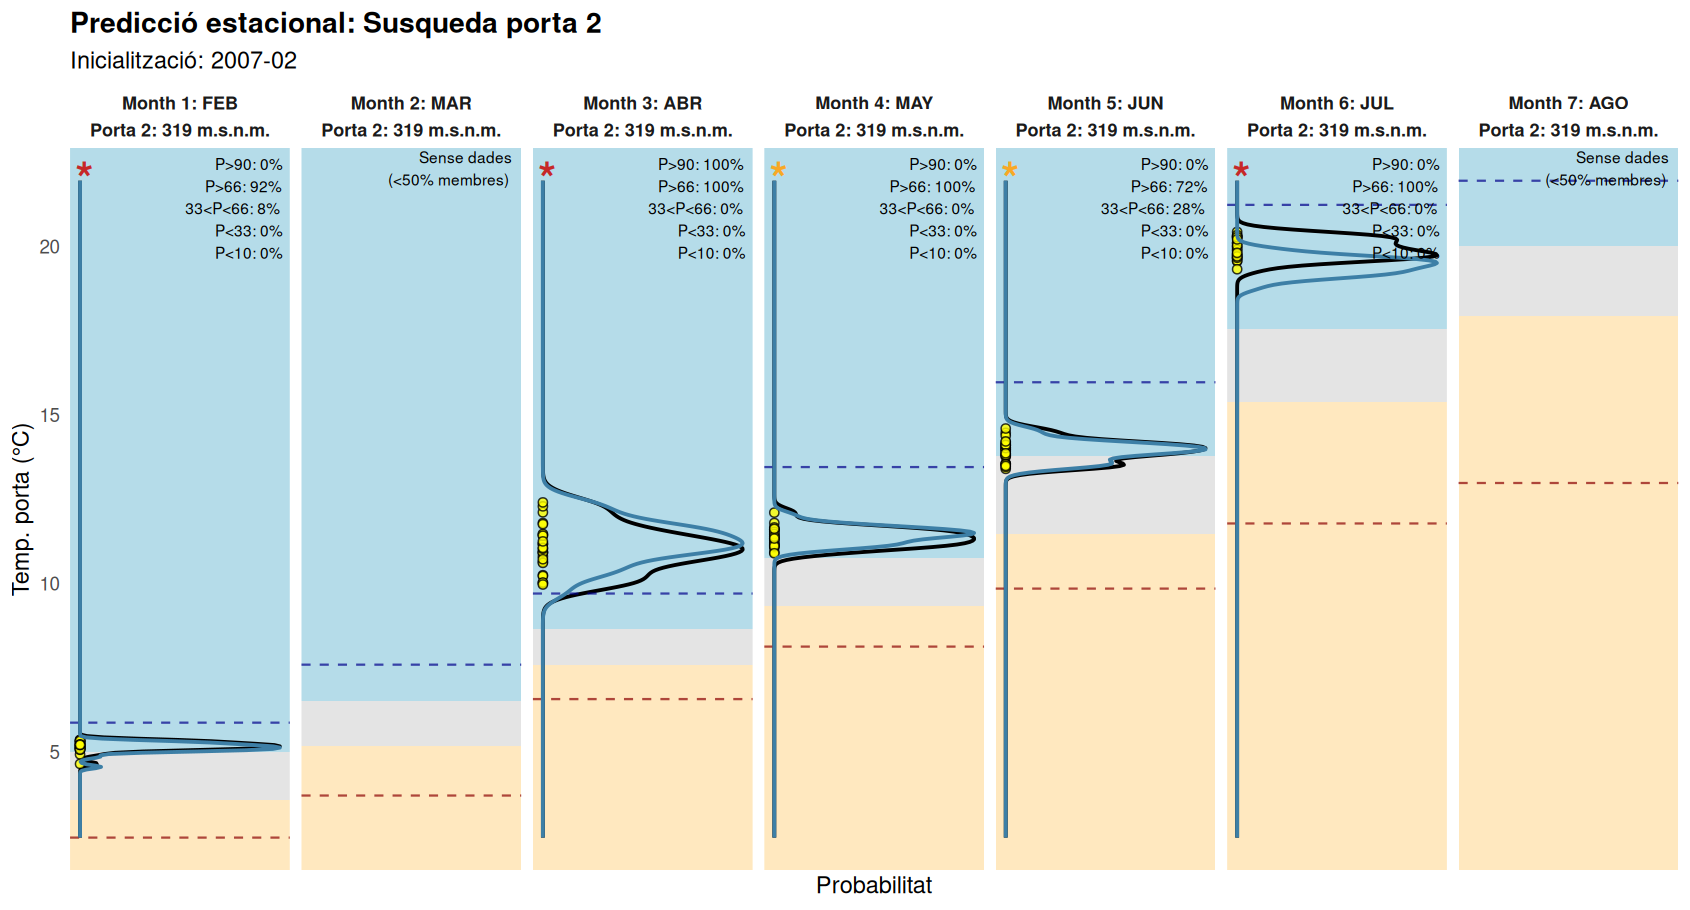 Predicció estacional: Susqueda porta 2
Inicialització: 2007-02
Month 1: FEB
Porta 2: 319 m.s.n.m.
Month 2: MAR
Porta 2: 319 m.s.n.m.
Month 3: ABR
Porta 2: 319 m.s.n.m.
Month 4: MAY
Porta 2: 319 m.s.n.m.
Month 5: JUN
Porta 2: 319 m.s.n.m.
Month 6: JUL
Porta 2: 319 m.s.n.m.
Month 7: AGO
Porta 2: 319 m.s.n.m.
*
P>90: 0%
P>66: 92%
33<P<66: 8%
P<33: 0%
P<10: 0%
Sense dades
(<50% membres)
*
P>90: 100%
P>66: 100%
33<P<66: 0%
P<33: 0%
P<10: 0%
*
P>90: 0%
P>66: 100%
33<P<66: 0%
P<33: 0%
P<10: 0%
*
P>90: 0%
P>66: 72%
33<P<66: 28%
P<33: 0%
P<10: 0%
*
P>90: 0%
P>66: 100%
33<P<66: 0%
P<33: 0%
P<10: 0%
Sense dades
(<50% membres)
20
15
10
5
Temp. porta (°C)
Probabilitat